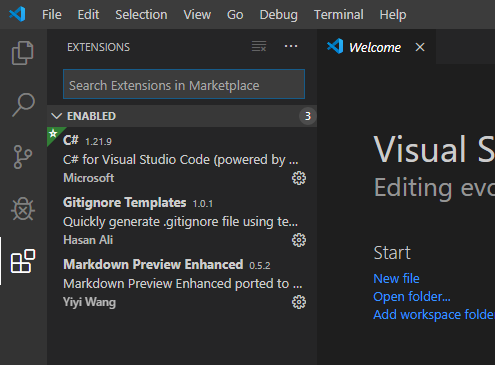 File Edit Selection View Go Debug Terminal Help
EXTENSIONS ...
Welcome
Search Extensions in Marketplace
ENABLED 3
C# 1.21.9
C# for Visual Studio Code (powered by ...
Microsoft
Gitignore Templates 1.0.1
Quickly generate .gitignore file using te...
Hasan Ali
Markdown Preview Enhanced 0.5.2
Markdown Preview Enhanced ported to ...
Yiyi Wang
Visual S
Editing evo
Start
New file
Open folder...
Add workspace folder